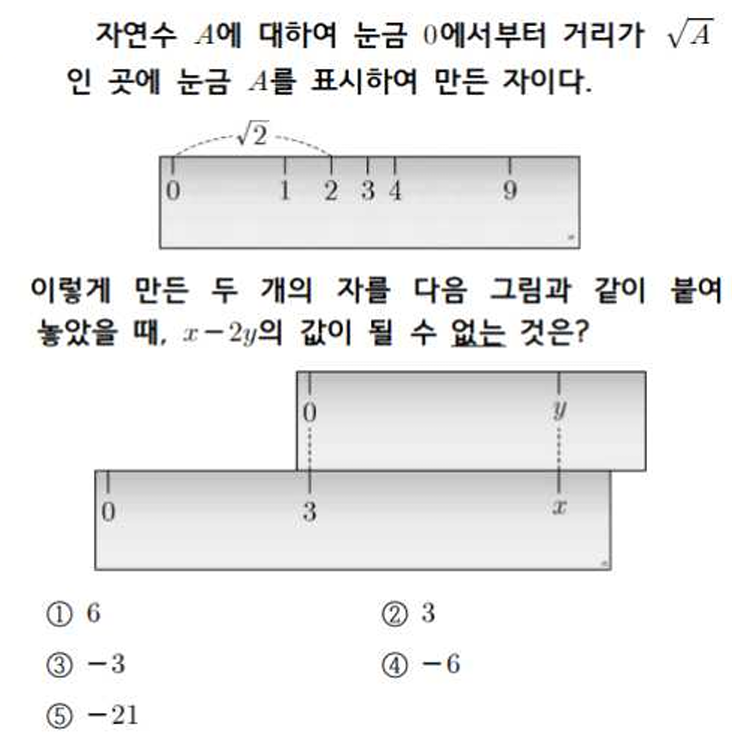 자연수 A에 대하여 눈금 0에서부터 거리가 √A
인 곳에 눈금 A를 표시하여 만든 자이다.
√2
0 1 2 3 4 9
이렇게 만든 두 개의 자를 다음 그림과 같이 붙여
놓았을 때, x-2y의 값이 될 수 없는 것은?
0 y
0 3 x
① 6 ② 3
③ -3 ④ -6
⑤ -21